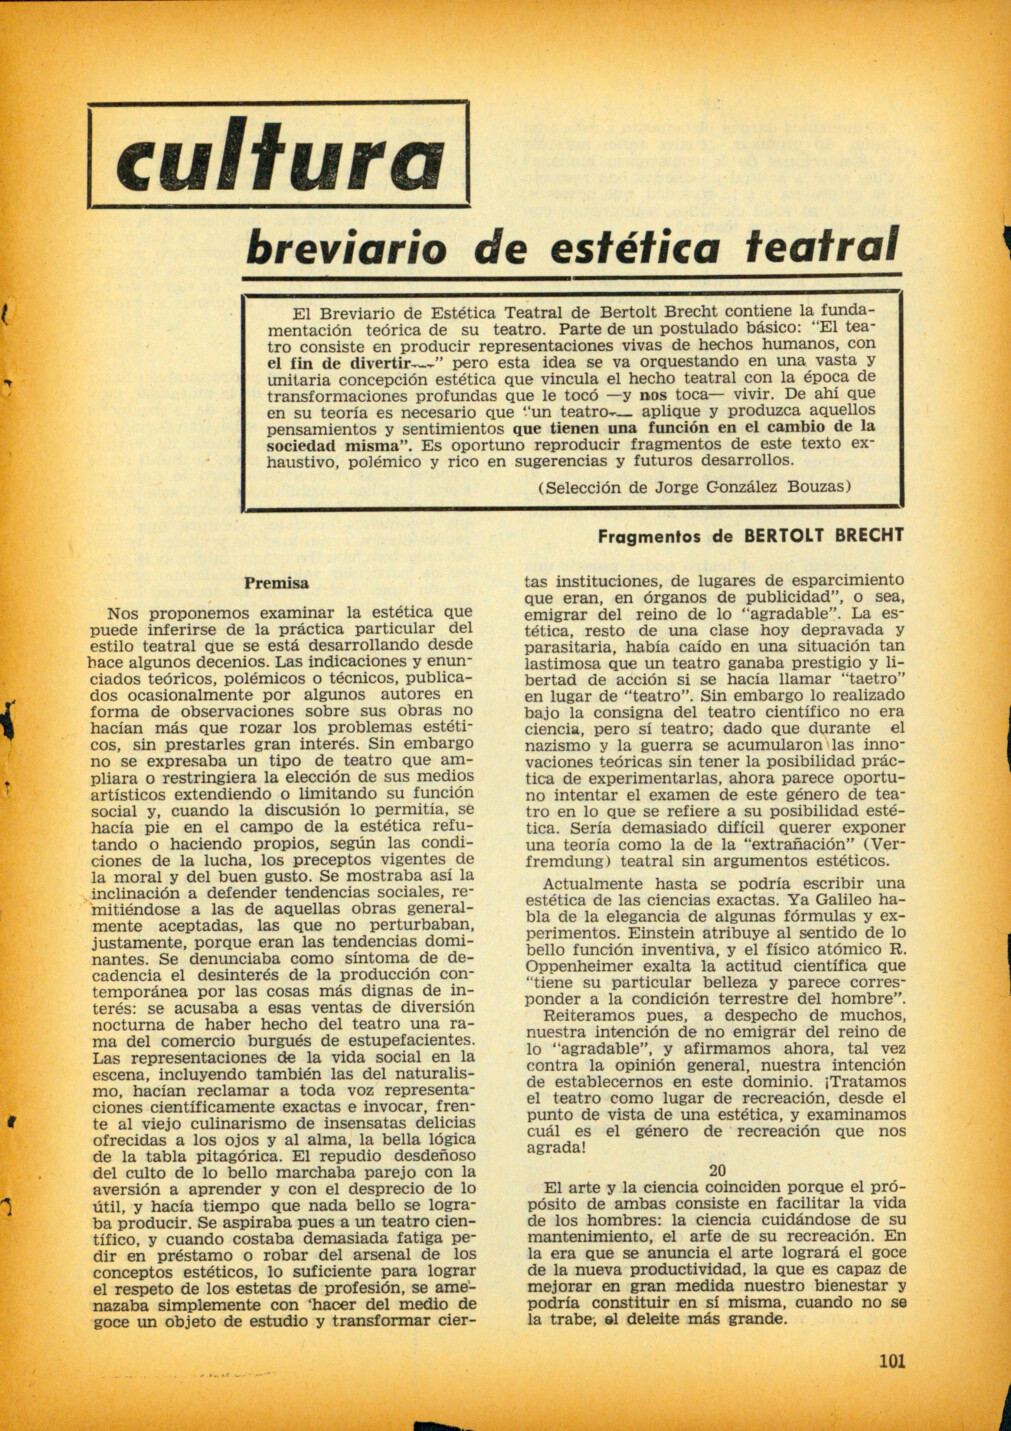 cultura
breviario de estética teatral
El Breviario de Estética Teatral de Bertolt Brecht contiene la funda-
mentación teórica de su teatro. Parte de un postulado básico: "El tea-
tro consiste en producir representaciones vivas de hechos humanos, con
el fin de divertir..." pero esta idea se va orquestando en una vasta y
unitaria concepción estética que vincula el hecho teatral con la época de
transformaciones profundas que le tocó —y nos toca— vivir. De ahí que
en su teoría es necesario que "un teatro... aplique y produzca aquellos
pensamientos y sentimientos que tienen una función en el cambio de la
sociedad misma". Es oportuno reproducir fragmentos de este texto ex-
haustivo, polémico y rico en sugerencias y futuros desarrollos.
(Selección de Jorge González Bouzas)
Fragmentos de BERTOLT BRECHT
Premisa
Nos proponemos examinar la estética que
puede inferirse de la práctica particular del
estilo teatral que se está desarrollando desde
hace algunos decenios. Las indicaciones y enun-
ciados teóricos, polémicos o técnicos, publica-
dos ocasionalmente por algunos autores en
forma de observaciones sobre sus obras no
hacían más que rozar los problemas estéti-
cos, sin prestarles gran interés. Sin embargo
no se expresaba un tipo de teatro que am-
pliara o restringiera la elección de sus medios
artísticos extendiendo o limitando su función
social y, cuando la discusión lo permitía, se
hacía pie en el campo de la estética refu-
tando o haciendo propios, según las condi-
ciones de la lucha, los preceptos vigentes de
la moral y del buen gusto. Se mostraba así la
inclinación a defender tendencias sociales, re-
mitiéndose a las de aquellas obras general-
mente aceptadas, las que no perturbaban,
justamente, porque eran las tendencias domi-
nantes. Se denunciaba como síntoma de de-
cadencia el desinterés de la producción con-
temporánea por las cosas más dignas de in-
terés: se acusaba a esas ventas de diversión
nocturna de haber hecho del teatro una ra-
ma del comercio burgués de estupefacientes.
Las representaciones de la vida social en la
escena, incluyendo también las del naturalis-
mo, hacían reclamar a toda voz representa-
ciones científicamente exactas e invocar, fren-
te al viejo culinarismo de insensatas delicias
ofrecidas a los ojos y al alma, la bella lógica
de la tabla pitagórica. El repudio desdeñoso
del culto de lo bello marchaba parejo con la
aversión a aprender y con el desprecio de lo
útil, y hacía tiempo que nada bello se logra-
ba producir. Se aspiraba pues a un teatro cien-
tífico, y cuando costaba demasiada fatiga pe-
dir en préstamo o robar del arsenal de los
conceptos estéticos, lo suficiente para lograr
el respeto de los estetas de profesión, se ame-
nazaba simplemente con 'hacer del medio de
goce un objeto de estudio y transformar cier-
tas instituciones, de lugares de esparcimiento
que eran, en órganos de publicidad", o sea,
emigrar del reino de lo "agradable". La es-
tética, resto de una clase hoy depravada y
parasitaria, había caído en una situación tan
lastimosa que un teatro ganaba prestigio y li-
bertad de acción si se hacía llamar "taetro"
en lugar de "teatro". Sin embargo lo realizado
bajo la consigna del teatro científico no era
ciencia, pero sí teatro; dado que durante el
nazismo y la guerra se acumularon las inno-
vaciones teóricas sin tener la posibilidad prác-
tica de experimentarlas, ahora parece oportu-
no intentar el examen de este género de tea-
tro en lo que se refiere a su posibilidad esté-
tica. Sería demasiado difícil querer exponer
una teoría como la de la "extrañación" (Ver-
fremdung) teatral sin argumentos estéticos.
Actualmente hasta se podría escribir una
estética de las ciencias exactas. Ya Galileo ha-
bla de la elegancia de algunas fórmulas y ex-
perimentos. Einstein atribuye al sentido de lo
bello función inventiva, y el físico atómico R.
Oppenheimer exalta la actitud científica que
"tiene su particular belleza y parece corres-
ponder a la condición terrestre del hombre".
Reiteramos pues, a despecho de muchos,
nuestra intención de no emigrar del reino de
lo "agradable", y afirmamos ahora, tal vez
contra la opinión general, nuestra intención
de establecernos en este dominio. ¡Tratamos
el teatro como lugar de recreación, desde el
punto de vista de una estética, y examinamos
cuál es el género de recreación que nos
agrada!
20
El arte y la ciencia coinciden porque el pró-
pósito de ambas consiste en facilitar la vida
de los hombres: la ciencia cuidándose de su
mantenimiento, el arte de su recreación. En
la era que se anuncia el arte logrará el goce
de la nueva productividad, la que es capaz de
mejorar en gran medida nuestro bienestar y
podría constituir en sí misma, cuando no se
la trabe, el deleite más grande.
101